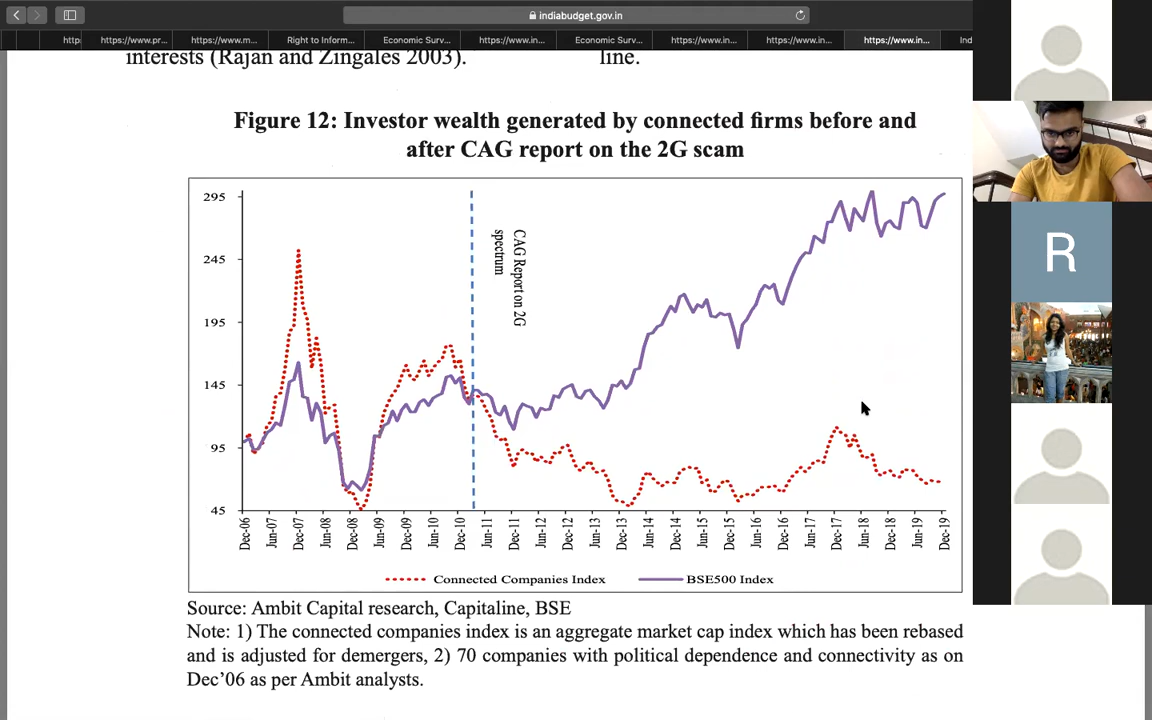 indiabudget.gov.in
http
https://www.pr...
https://www.m...
Right to Inform...
Economic Surv...
https://www.in...
Economic Surv...
https://www.in...
https://www.in...
https://www.in...
Ind
interests (Rajan and Zingales 2003).
line.
Figure 12: Investor wealth generated by connected firms before and
after CAG report on the 2G scam
295
245
195
145
95
45
CAG Report on 2G
spectrum
Dec-06
Jun-07
Dec-07
Jun-08
Dec-08
Jun-09
Dec-09
Jun-10
Dec-10
Jun-11
Dec-11
Jun-12
Dec-12
Jun-13
Dec-13
Jun-14
Dec-14
Jun-15
Dec-15
Jun-16
Dec-16
Jun-17
Dec-17
Jun-18
Dec-18
Jun-19
Dec-19
Connected Companies Index
BSE500 Index
Source: Ambit Capital research, Capitaline, BSE
Note: 1) The connected companies index is an aggregate market cap index which has been rebased
and is adjusted for demergers, 2) 70 companies with political dependence and connectivity as on
Dec’06 as per Ambit analysts.
R